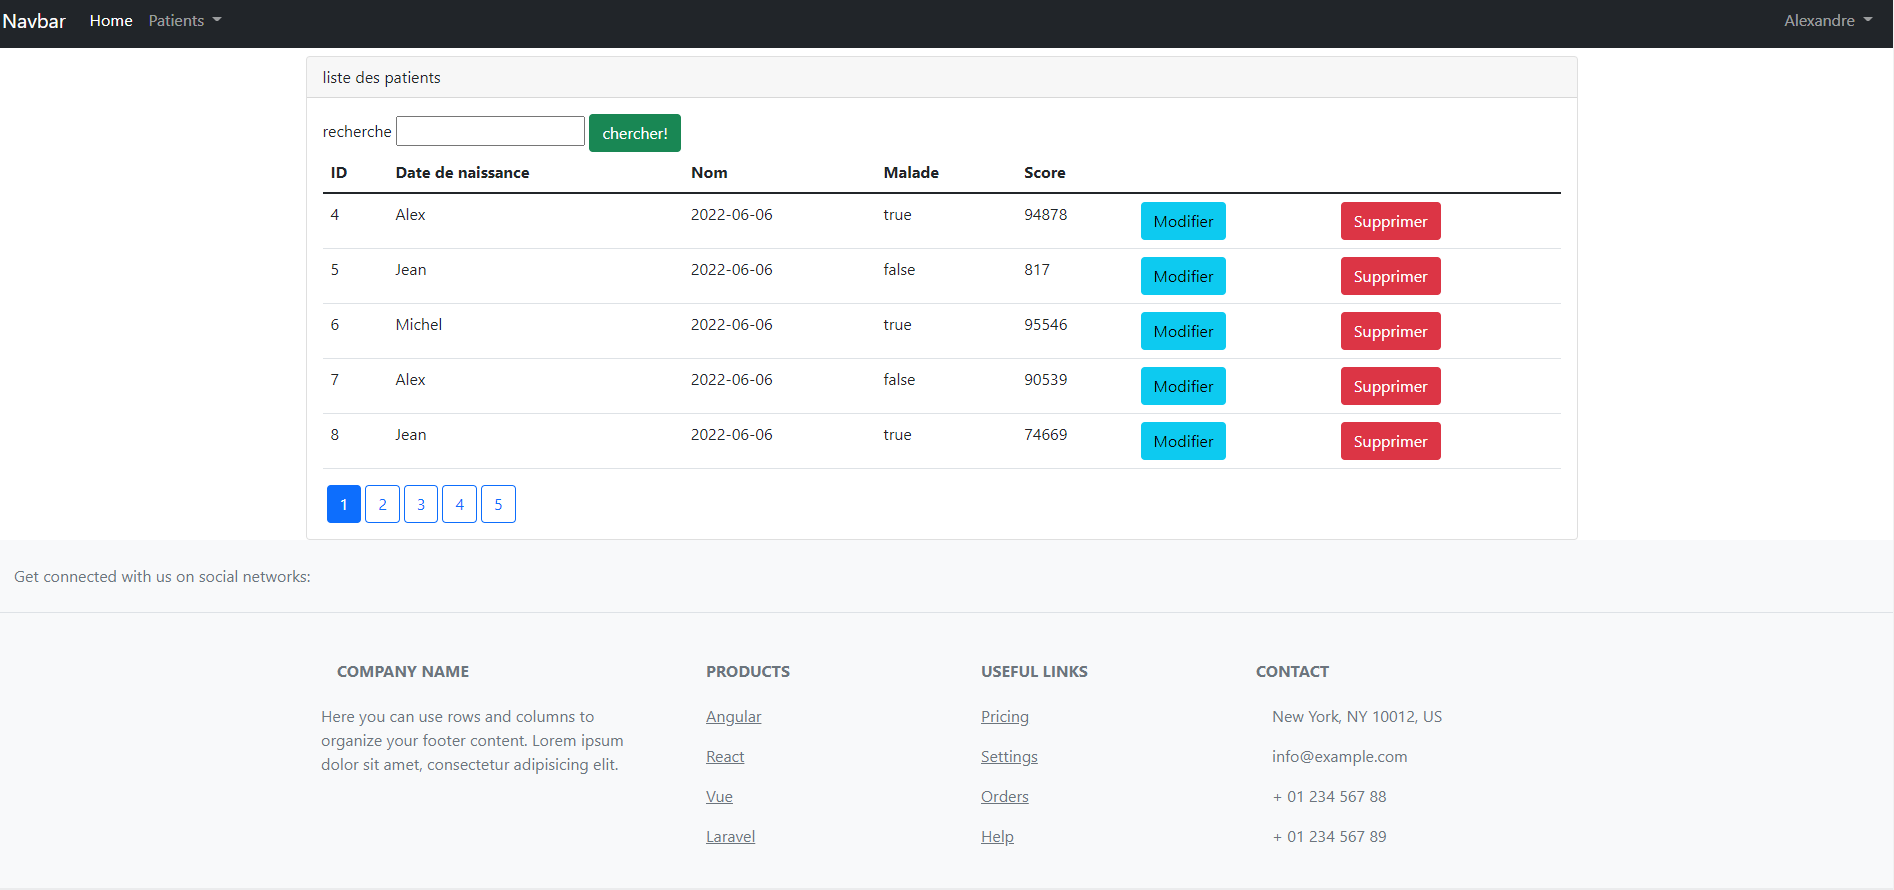 Navbar Home Patients Alexandre
liste des patients
recherche chercher!
ID Date de naissance Nom Malade Score
4 Alex 2022-06-06 true 94878 Modifier Supprimer
5 Jean 2022-06-06 false 817 Modifier Supprimer
6 Michel 2022-06-06 true 95546 Modifier Supprimer
7 Alex 2022-06-06 false 90539 Modifier Supprimer
8 Jean 2022-06-06 true 74669 Modifier Supprimer
1 2 3 4 5
Get connected with us on social networks:
COMPANY NAME
Here you can use rows and columns to
organize your footer content. Lorem ipsum
dolor sit amet, consectetur adipisicing elit.
PRODUCTS
Angular
React
Vue
Laravel
USEFUL LINKS
Pricing
Settings
Orders
Help
CONTACT
New York, NY 10012, US
info@example.com
+ 01 234 567 88
+ 01 234 567 89